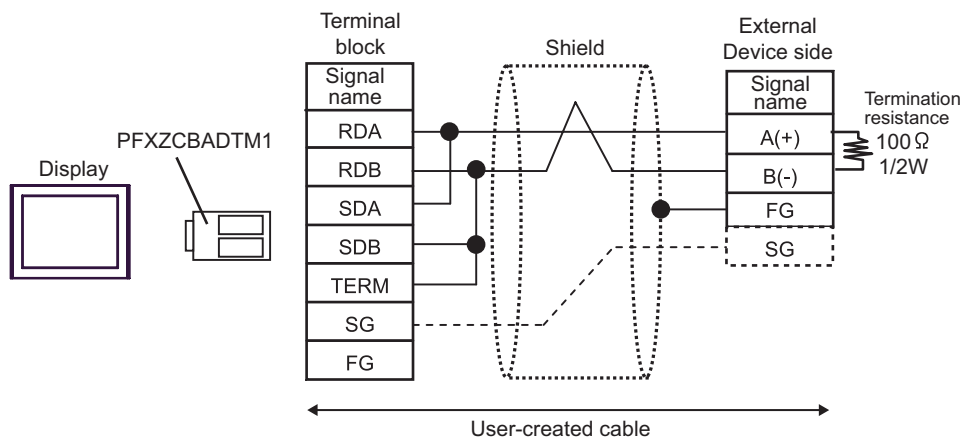 Display
PFXZCBADTM1
Terminal
block
Signal
name
RDA
RDB
SDA
SDB
TERM
SG
FG
Shield
External
Device side
Signal
name
A(+)
B(-)
FG
SG
Termination
resistance
100Ω
1/2W
User-created cable